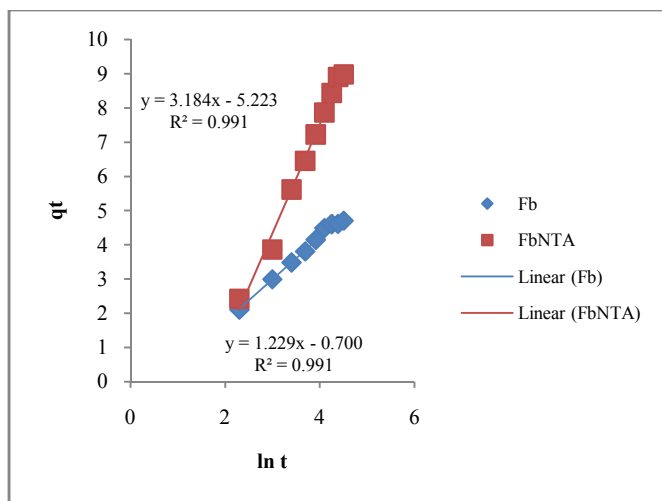 10
9
8
7
6
5
4
3
2
1
0
y = 3.184x - 5.223
R² = 0.991
y = 1.229x - 0.700
R² = 0.991
qt
0
2
4
6
ln t
Fb
FbNTA
Linear (Fb)
Linear (FbNTA)